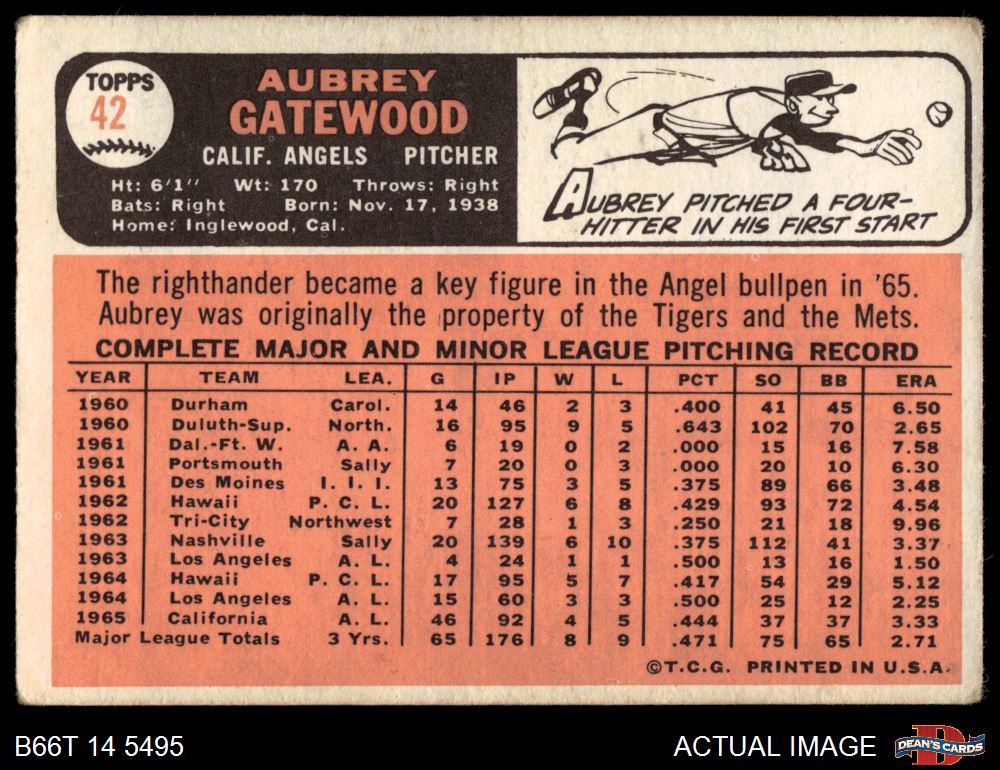 TOPPS
42
AUBREY
GATEWOOD
CALIF. ANGELS PITCHER
Ht: 6'1" Wt: 170 Throws: Right
Bats: Right Born: Nov. 17, 1938
Home: Inglewood, Cal.
AUBREY PITCHED A FOUR-
HITTER IN HIS FIRST START
The righthander became a key figure in the Angel bullpen in '65.
Aubrey was originally the property of the Tigers and the Mets.
COMPLETE MAJOR AND MINOR LEAGUE PITCHING RECORD
YEAR TEAM LEA. G IP W L PCT SO BB ERA
1960 Durham Carol. 14 46 2 3 .400 41 45 6.50
1960 Duluth-Sup. North. 16 95 9 5 .643 102 70 2.65
1961 Dal.-Ft. W. A. A. 6 19 0 2 .000 15 16 7.58
1961 Portsmouth Sally 7 20 0 3 .000 20 10 6.30
1961 Des Moines I. I. I. 13 75 3 5 .375 89 66 3.48
1962 Hawaii P. C. L. 20 127 6 8 .429 93 72 4.54
1962 Tri-City Northwest 7 28 1 3 .250 21 18 9.96
1963 Nashville Sally 20 139 6 10 .375 112 41 3.37
1963 Los Angeles A. L. 4 24 1 1 .500 13 16 1.50
1964 Hawaii P. C. L. 17 95 5 7 .417 54 29 5.12
1964 Los Angeles A. L. 15 60 3 3 .500 25 12 2.25
1965 California A. L. 46 92 4 5 .444 37 37 3.33
Major League Totals 3 Yrs. 65 176 8 9 .471 75 65 2.71
©T.C.G. PRINTED IN U.S.A.
B66T 14 5495
ACTUAL IMAGE
D
DEAN'S CARDS